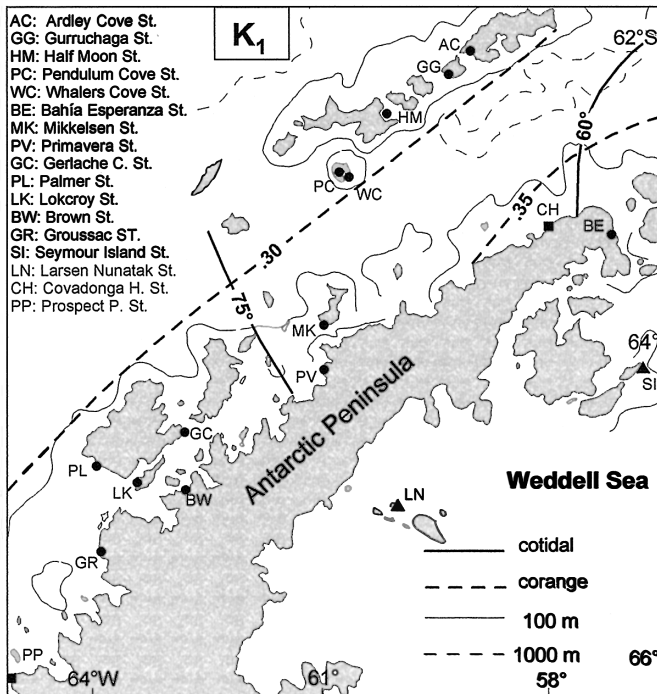 AC: Ardley Cove St.
GG: Gurruchaga St.
HM: Half Moon St.
PC: Pendulum Cove St.
WC: Whalers Cove St.
BE: Bahía Esperanza St.
MK: Mikkelsen St.
PV: Primavera St.
GC: Gerlache C. St.
PL: Palmer St.
LK: Lokcroy St.
BW: Brown St.
GR: Groussac ST.
SI: Seymour Island St.
LN: Larsen Nunatak St.
CH: Covadonga H. St.
PP: Prospect P. St.
K1
62°S
AC
GG
HM
60°
PC
WC
.35
CH
BE
.30
75°
MK
64°
PV
SI
Antarctic Peninsula
GC
PL
LK
BW
Weddell Sea
LN
GR
cotidal
corange
100 m
1000 m
PP
66°
64°W
61°
58°